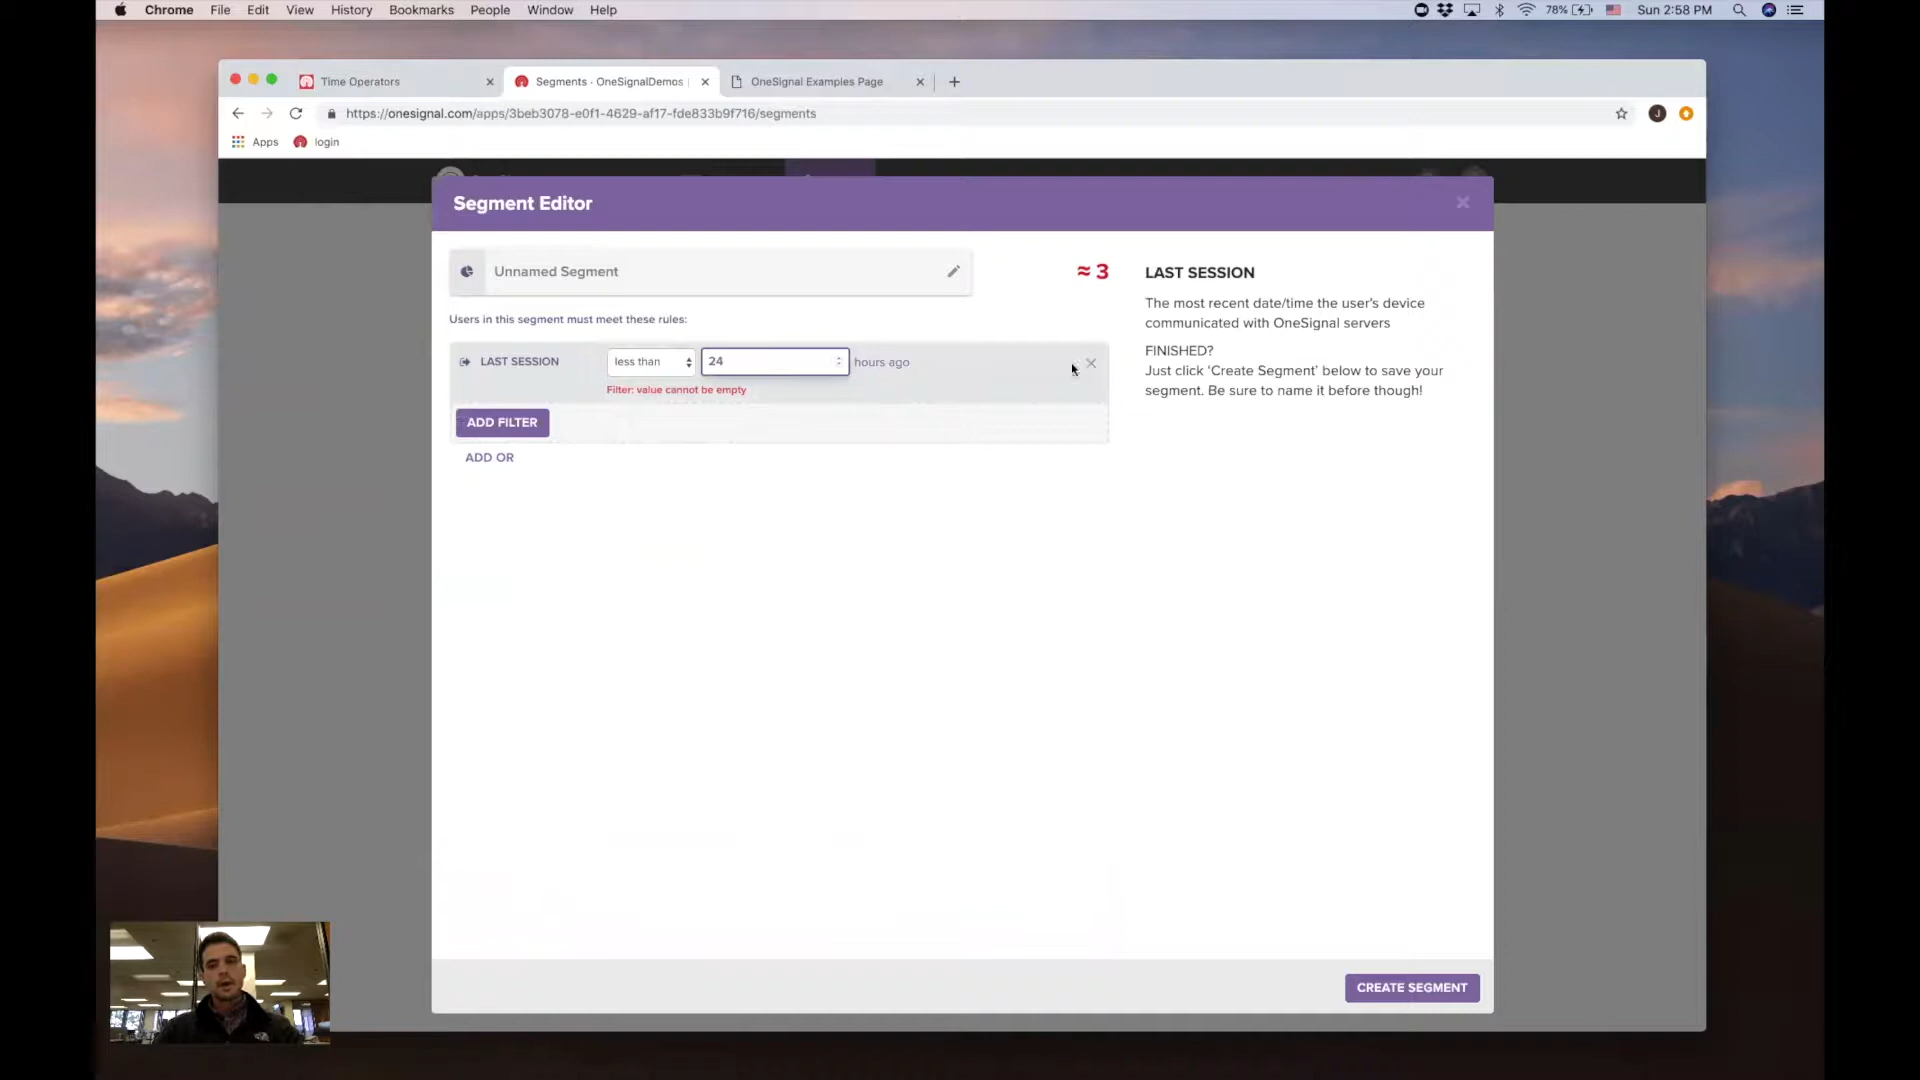 Chrome File Edit View History Bookmarks People Window Help 78% Sun 2:58 PM
Time Operators Segments · OneSignalDemos OneSignal Examples Page
https://onesignal.com/apps/3beb3078-e0f1-4629-af17-fde833b9f716/segments J
Apps login
Segment Editor
Unnamed Segment ≈ 3 LAST SESSION
The most recent date/time the user's device
communicated with OneSignal servers
Users in this segment must meet these rules:
FINISHED?
LAST SESSION less than 24 hours ago
Just click 'Create Segment' below to save your
segment. Be sure to name it before though!
Filter: value cannot be empty
ADD FILTER
ADD OR
CREATE SEGMENT